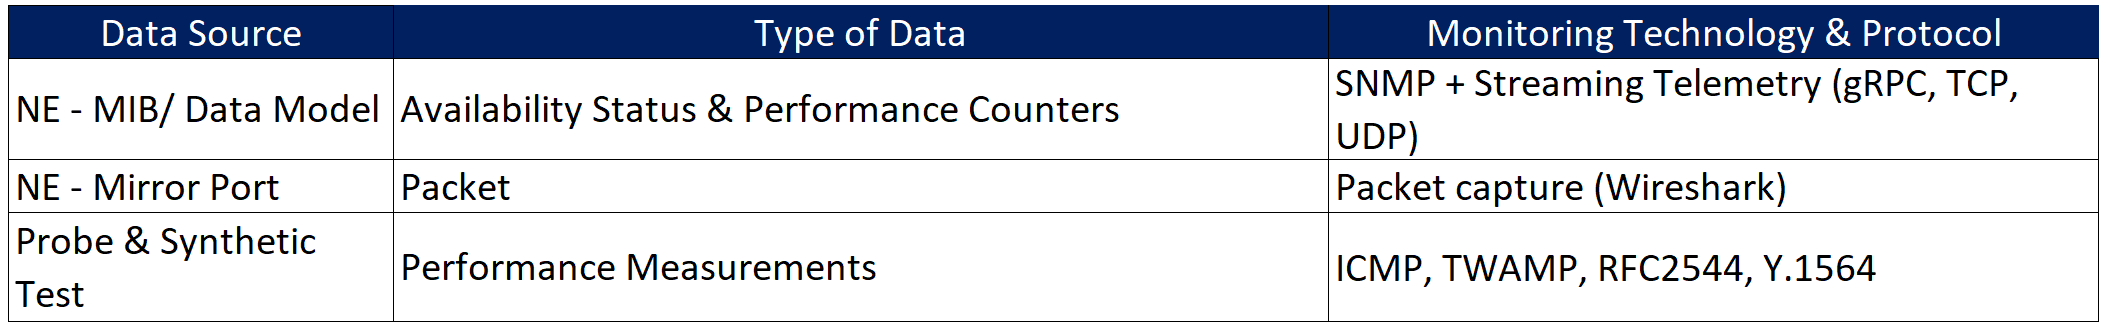 Data Source
Type of Data
Monitoring Technology & Protocol
NE - MIB/ Data Model
Availability Status & Performance Counters
SNMP + Streaming Telemetry (gRPC, TCP,
UDP)
NE - Mirror Port
Packet
Packet capture (Wireshark)
Probe & Synthetic
Test
Performance Measurements
ICMP, TWAMP, RFC2544, Y.1564